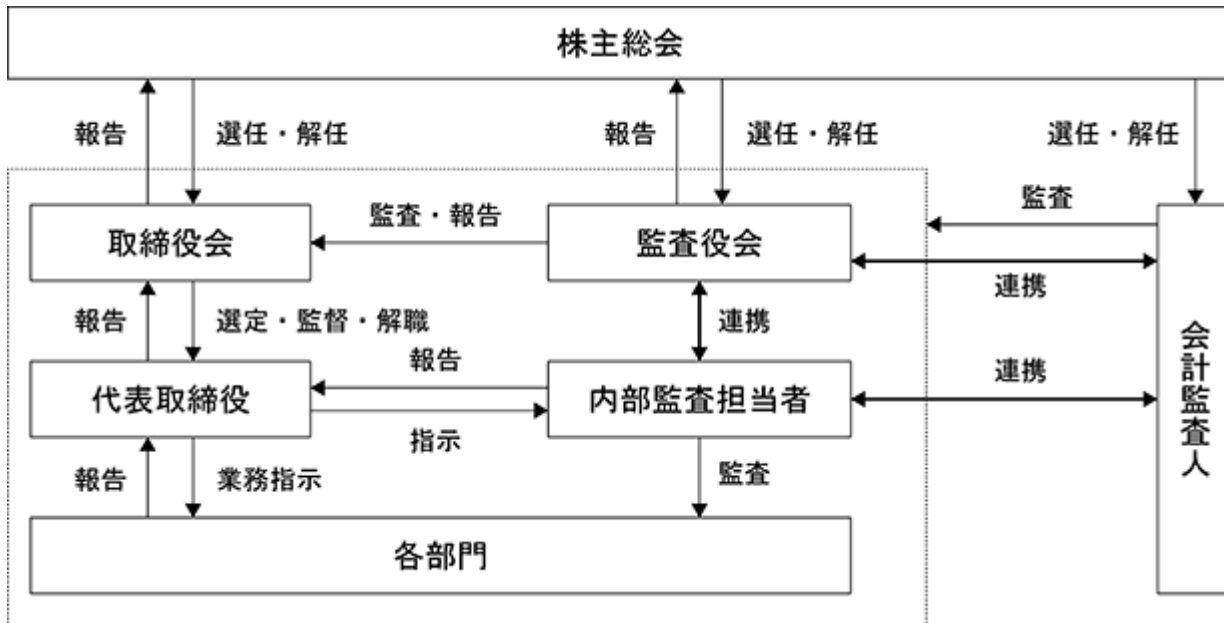 株主総会
報告
選任・解任
報告
選任・解任
選任・解任
取締役会
監査・報告
監査役会
監査
連携
報告
選定・監督・解職
連携
代表取締役
報告
指示
内部監査担当者
連携
会計監査人
報告
業務指示
監査
各部門